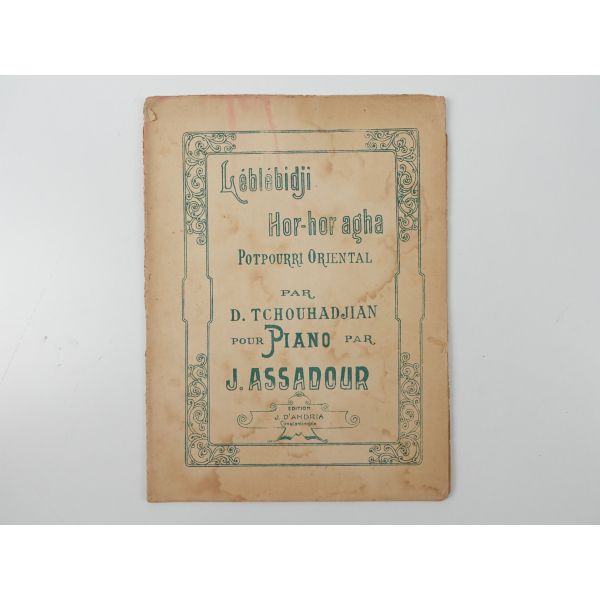 Léblébidji
Hor-hor agha
POTPOURRI ORIENTAL
PAR
D. TCHOUHADJIAN
POUR PIANO PAR
J. ASSADOUR
EDITION
J. D'ANDRIA
Constantinople